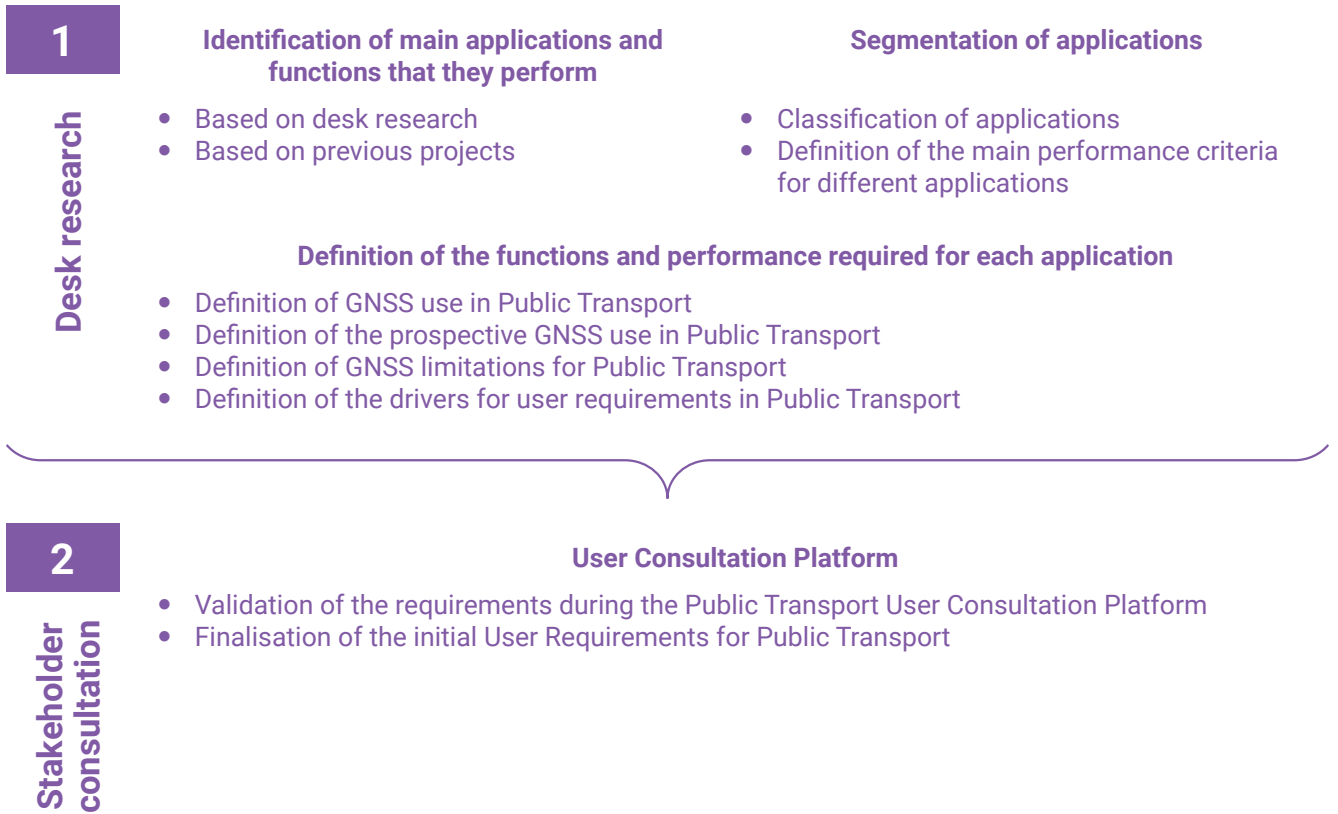 1
Desk research
Identification of main applications and
functions that they perform
• Based on desk research
• Based on previous projects
Segmentation of applications
• Classification of applications
• Definition of the main performance criteria
for different applications
Definition of the functions and performance required for each application
• Definition of GNSS use in Public Transport
• Definition of the prospective GNSS use in Public Transport
• Definition of GNSS limitations for Public Transport
• Definition of the drivers for user requirements in Public Transport
2
Stakeholder
consultation
User Consultation Platform
• Validation of the requirements during the Public Transport User Consultation Platform
• Finalisation of the initial User Requirements for Public Transport